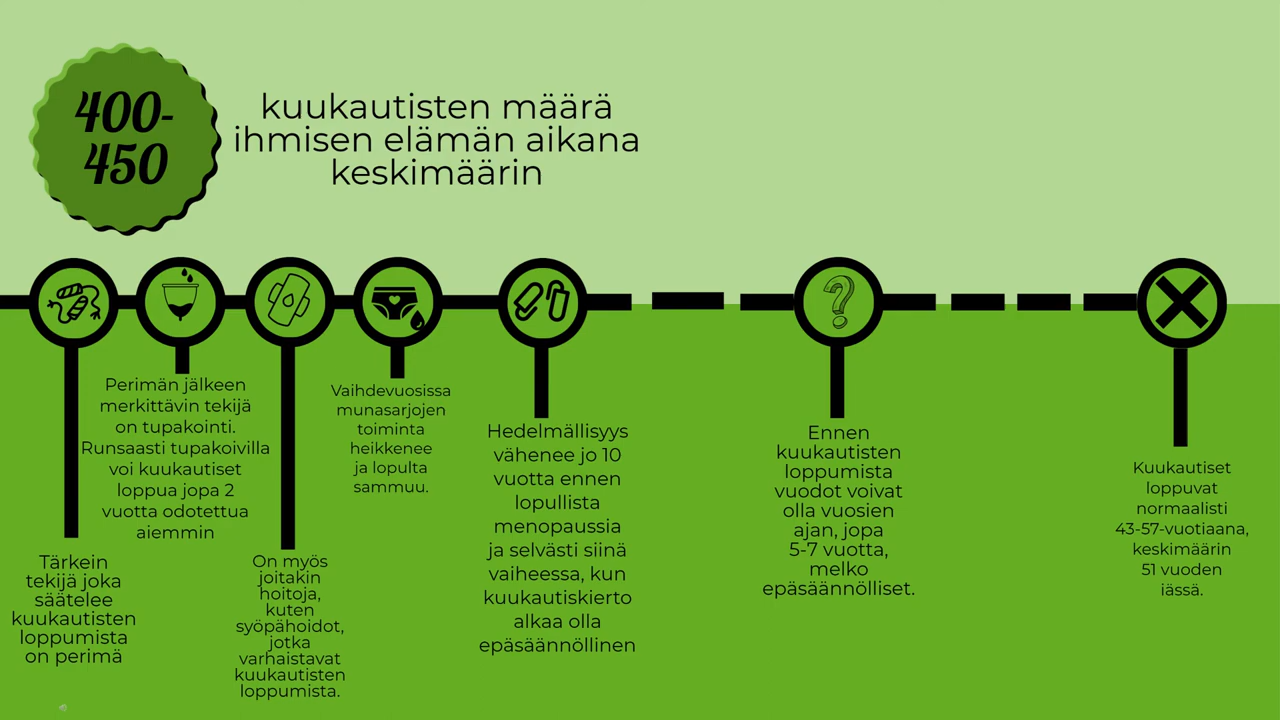 400-
450
kuukautisten määrä
ihmisen elämän aikana
keskimäärin
Tärkein
tekijä joka
säätelee
kuukautisten
loppumista
on perimä
Perimän jälkeen
merkittävin tekijä
on tupakointi.
Runsaasti tupakoivilla
voi kuukautiset
loppua jopa 2
vuotta odotettua
aiemmin
On myös
joitakin
hoitoja,
kuten
syöpähoidot,
jotka
varhaistavat
kuukautisten
loppumista.
Vaihdevuosissa
munasarjojen
toiminta
heikkenee
ja lopulta
sammuu.
Hedelmällisyys
vähenee jo 10
vuotta ennen
lopullista
menopaussia
ja selvästi siinä
vaiheessa, kun
kuukautiskierto
alkaa olla
epäsäännöllinen
Ennen
kuukautisten
loppumista
vuodot voivat
olla vuosien
ajan, jopa
5-7 vuotta,
melko
epäsäännölliset.
Kuukautiset
loppuvat
normaalisti
43-57-vuotiaana,
keskimäärin
51 vuoden
iässä.